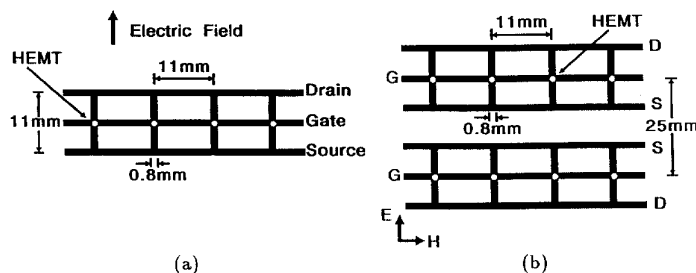 Electric Field
HEMT
11mm
Drain
11mm
Gate
Source
0.8mm
(a)
11mm
HEMT
D
G
S
0.8mm
25mm
S
G
D
E
H
(b)